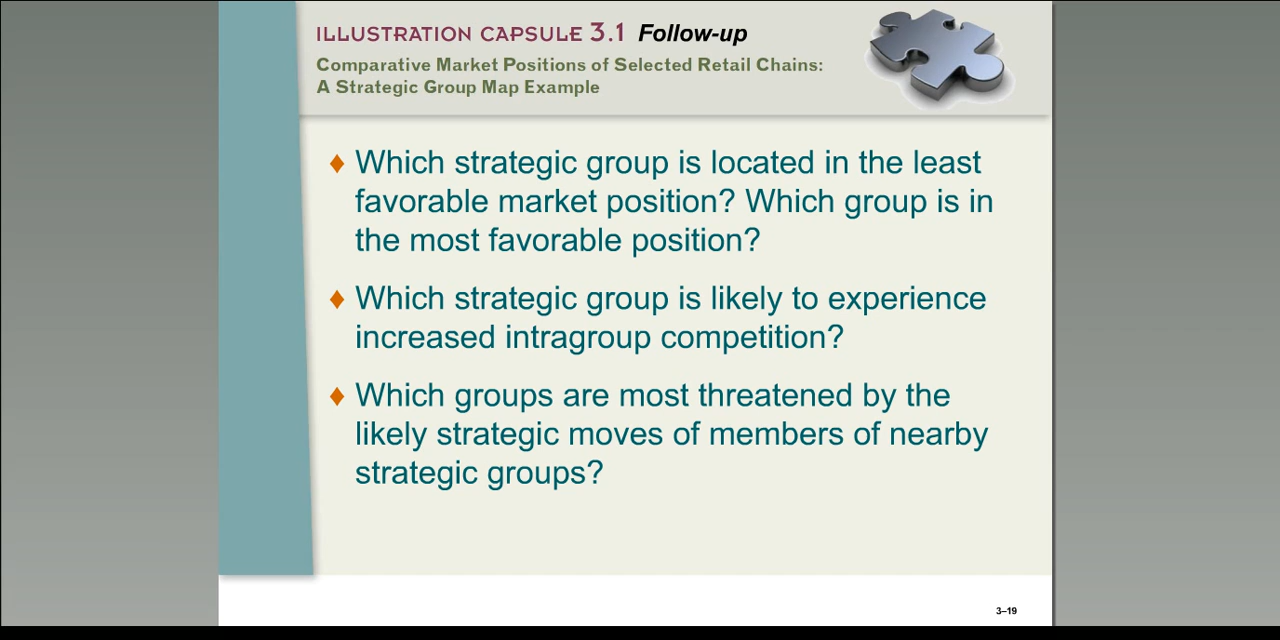 ILLUSTRATION CAPSULE 3.1 Follow-up
Comparative Market Positions of Selected Retail Chains:
A Strategic Group Map Example
♦ Which strategic group is located in the least
favorable market position? Which group is in
the most favorable position?
♦ Which strategic group is likely to experience
increased intragroup competition?
♦ Which groups are most threatened by the
likely strategic moves of members of nearby
strategic groups?
3–19